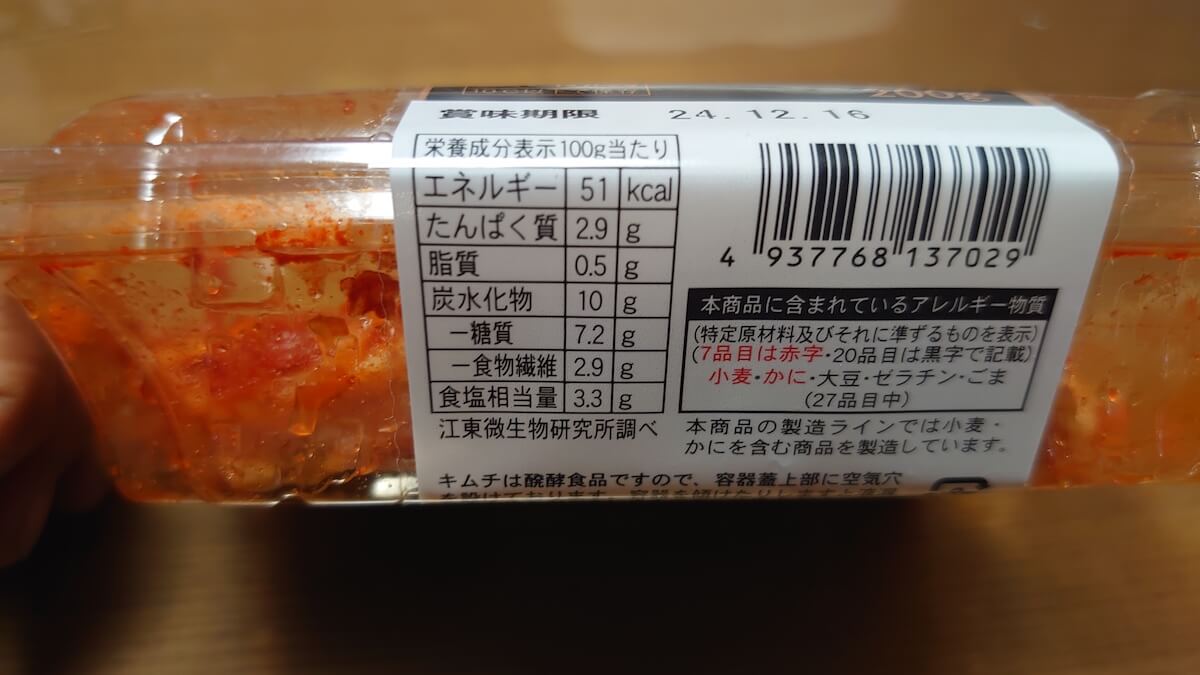 200g
賞味期限 24.12.16
栄養成分表示100g当たり
エネルギー 51 kcal
たんぱく質 2.9 g
脂質 0.5 g
炭水化物 10 g
－糖質 7.2 g
－食物繊維 2.9 g
食塩相当量 3.3 g
江東微生物研究所調べ
4 937768 137029
本商品に含まれているアレルギー物質
(特定原材料及びそれに準ずるものを表示)
(7品目は赤字・20品目は黒字で記載)
小麦・かに・大豆・ゼラチン・ごま
(27品目中)
本商品の製造ラインでは小麦・
かにを含む商品を製造しています。
キムチは醗酵食品ですので、容器蓋上部に空気穴